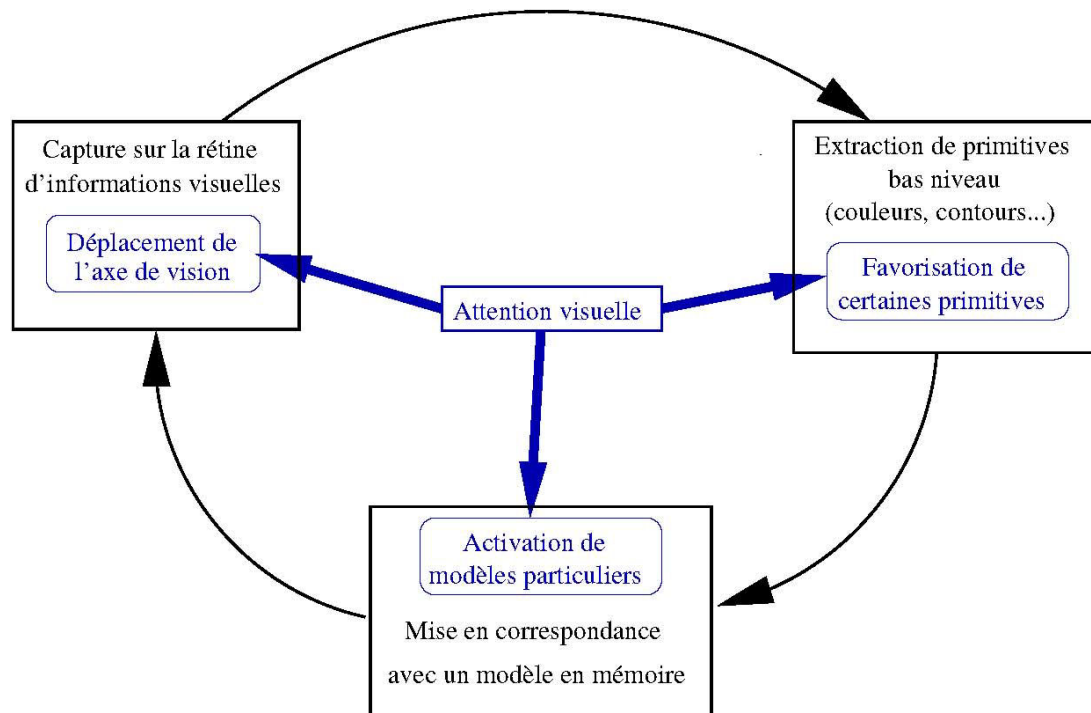 Capture sur la rétine
d'informations visuelles
Déplacement de
l'axe de vision
Extraction de primitives
bas niveau
(couleurs, contours...)
Favorisation de
certaines primitives
Attention visuelle
Activation de
modèles particuliers
Mise en correspondance
avec un modèle en mémoire